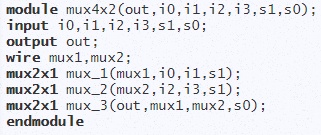 module mux4x2(out,i0,i1,i2,i3,s1,s0);
input i0,i1,i2,i3,s1,s0;
output out;
wire mux1,mux2;
mux2x1 mux_1(mux1,i0,i1,s1);
mux2x1 mux_2(mux2,i2,i3,s1);
mux2x1 mux_3(out,mux1,mux2,s0);
endmodule